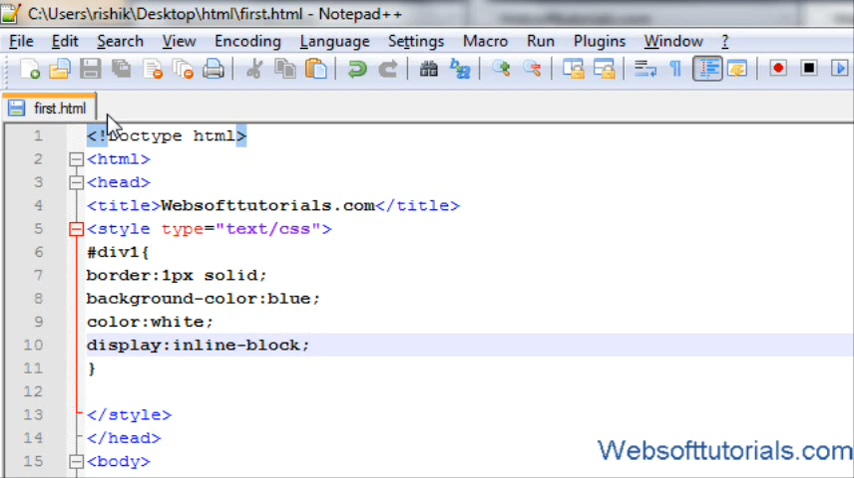 C:\Users\rishik\Desktop\html\first.html - Notepad++
File Edit Search View Encoding Language Settings Macro Run Plugins Window ?
first.html
1 <!Doctype html>
2 <html>
3 <head>
4 <title>Websofttutorials.com</title>
5 <style type="text/css">
6 #div1{
7 border:1px solid;
8 background-color:blue;
9 color:white;
10 display:inline-block;
11 }
12
13 </style>
14 </head>
15 <body>
Websofttutorials.com